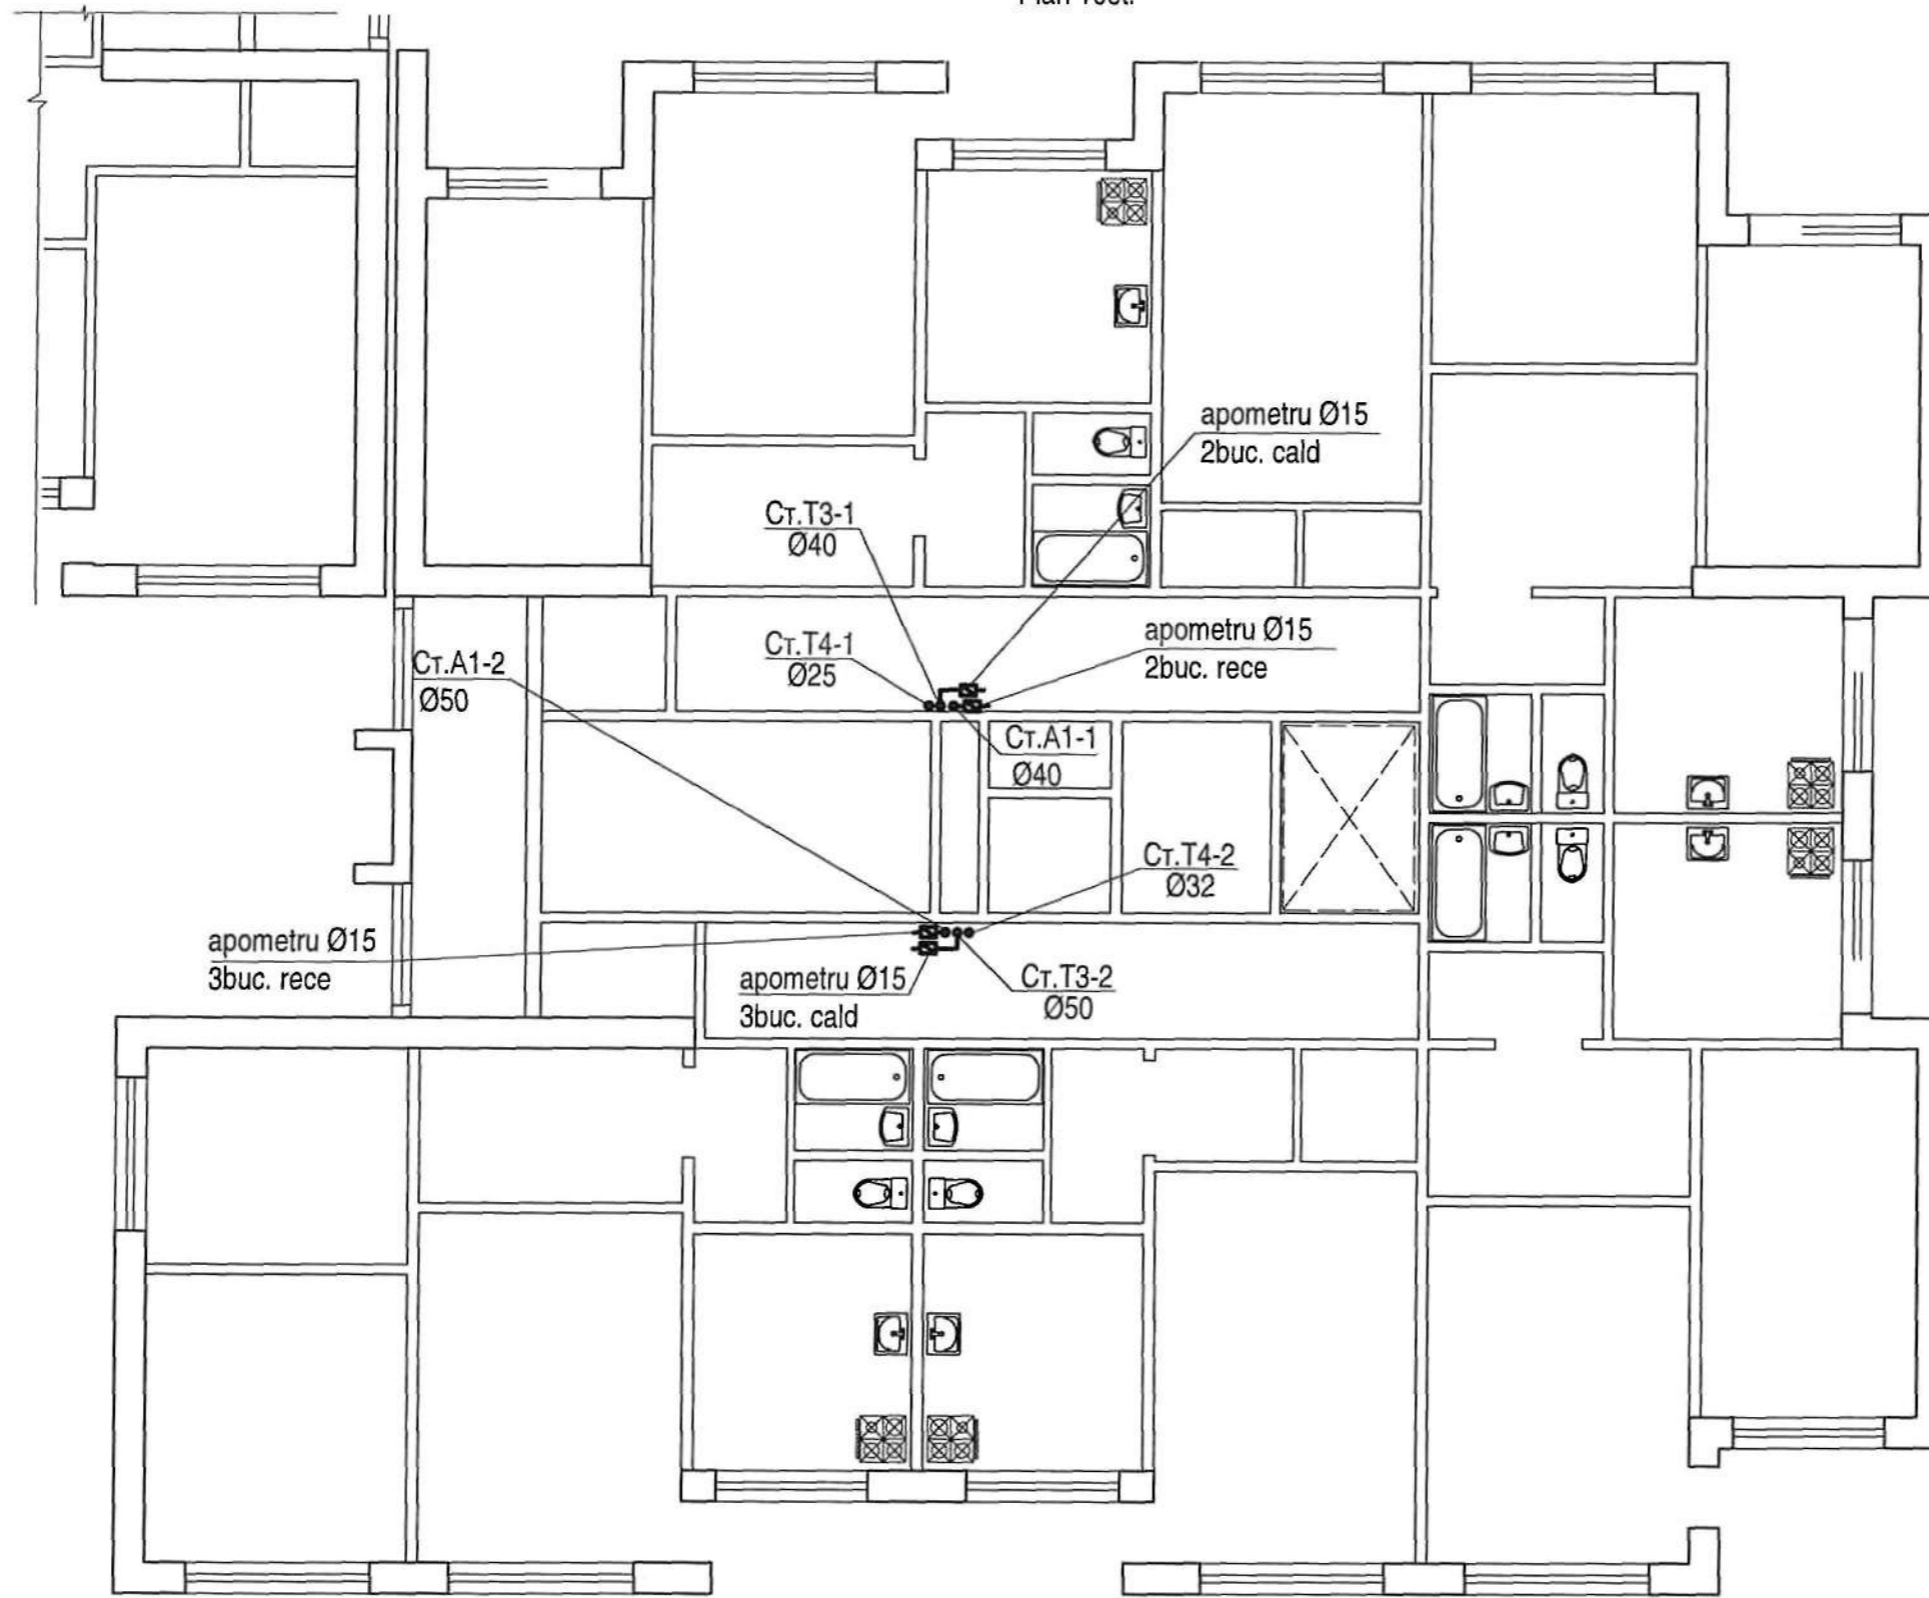 apometru Ø15
2buc. cald
Ст.Т3-1
Ø40
apometru Ø15
2buc. rece
Ст.Т4-1
Ø25
Ст.А1-2
Ø50
Ст.А1-1
Ø40
Ст.Т4-2
Ø32
apometru Ø15
3buc. rece
apometru Ø15
3buc. cald
Ст.Т3-2
Ø50